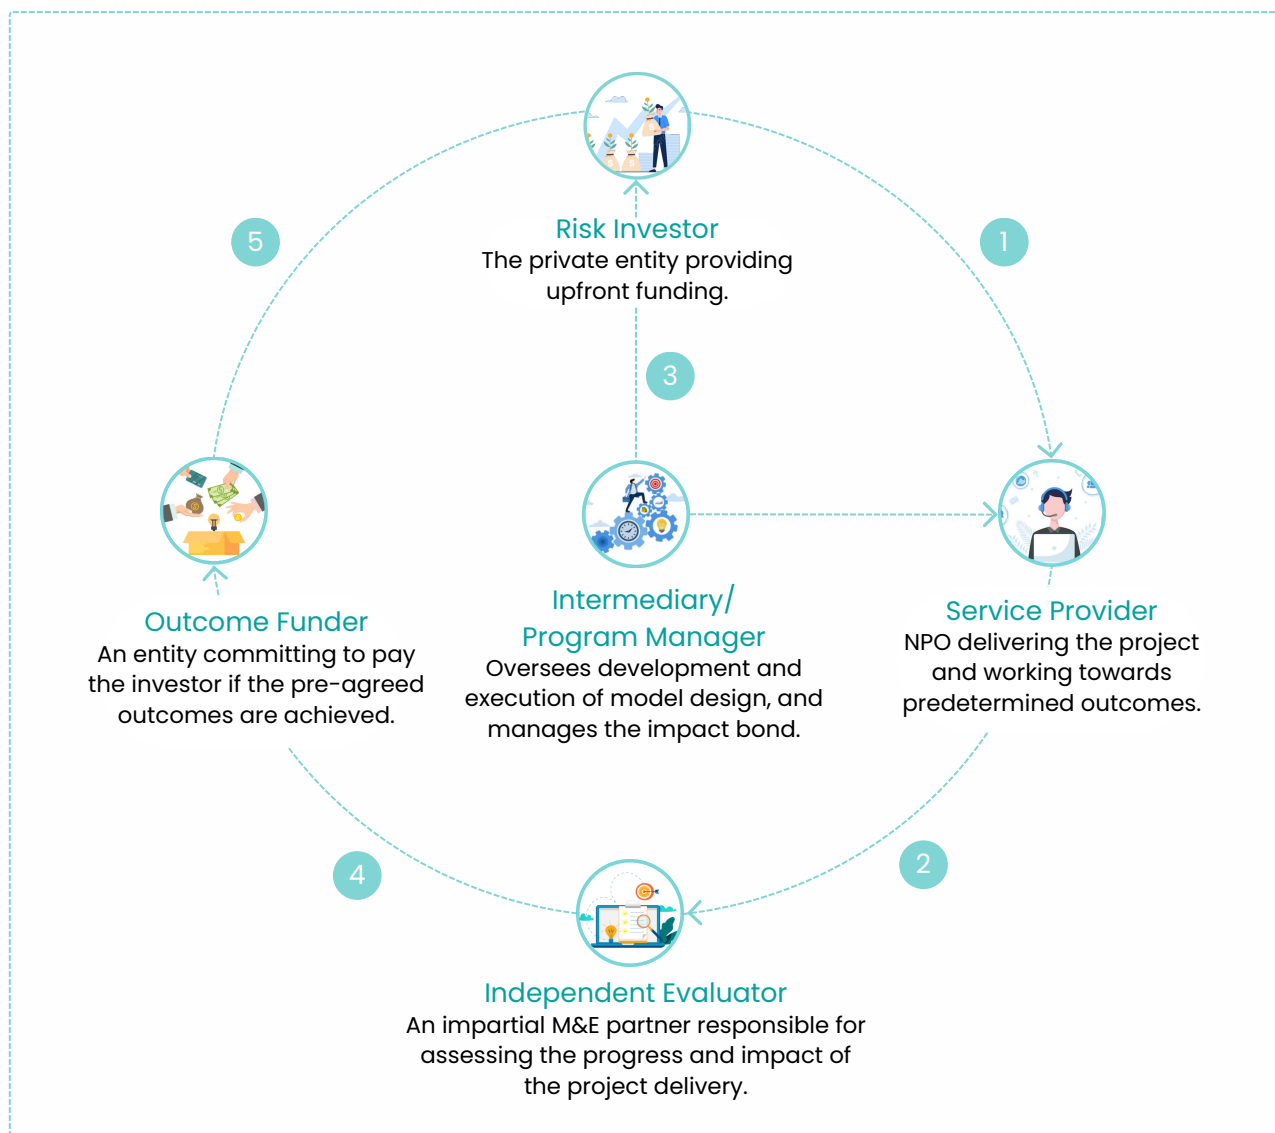 Risk Investor
The private entity providing
upfront funding.
5
1
3
Outcome Funder
An entity committing to pay
the investor if the pre-agreed
outcomes are achieved.
Intermediary/
Program Manager
Oversees development and
execution of model design, and
manages the impact bond.
Service Provider
NPO delivering the project
and working towards
predetermined outcomes.
4
2
Independent Evaluator
An impartial M&E partner responsible for
assessing the progress and impact of
the project delivery.